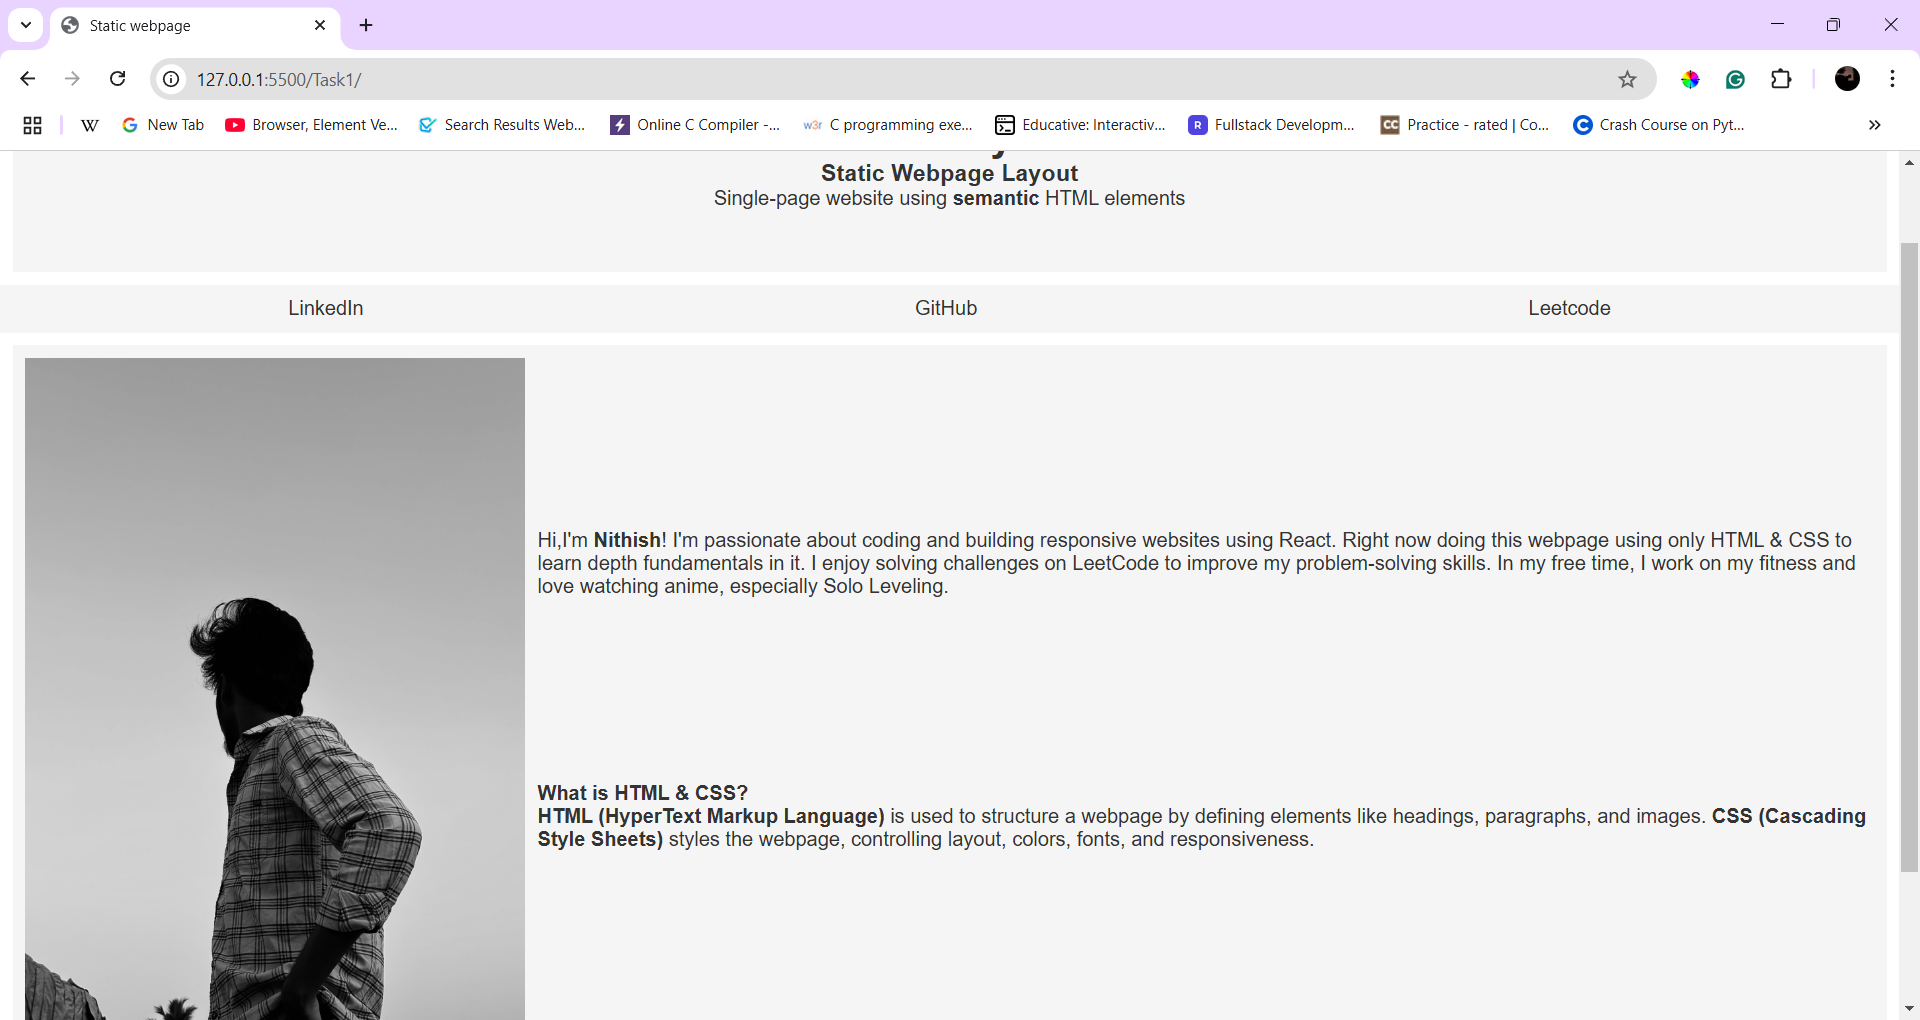 Static webpage
127.0.0.1:5500/Task1/
W New Tab Browser, Element Ve... Search Results Web... Online C Compiler -... w3r C programming exe... Educative: Interactiv... R Fullstack Developm... CC Practice - rated | Co... C Crash Course on Pyt... »
Static Webpage Layout
Single-page website using semantic HTML elements
LinkedIn GitHub Leetcode
Hi,I'm Nithish! I'm passionate about coding and building responsive websites using React. Right now doing this webpage using only HTML & CSS to
learn depth fundamentals in it. I enjoy solving challenges on LeetCode to improve my problem-solving skills. In my free time, I work on my fitness and
love watching anime, especially Solo Leveling.
What is HTML & CSS?
HTML (HyperText Markup Language) is used to structure a webpage by defining elements like headings, paragraphs, and images. CSS (Cascading
Style Sheets) styles the webpage, controlling layout, colors, fonts, and responsiveness.